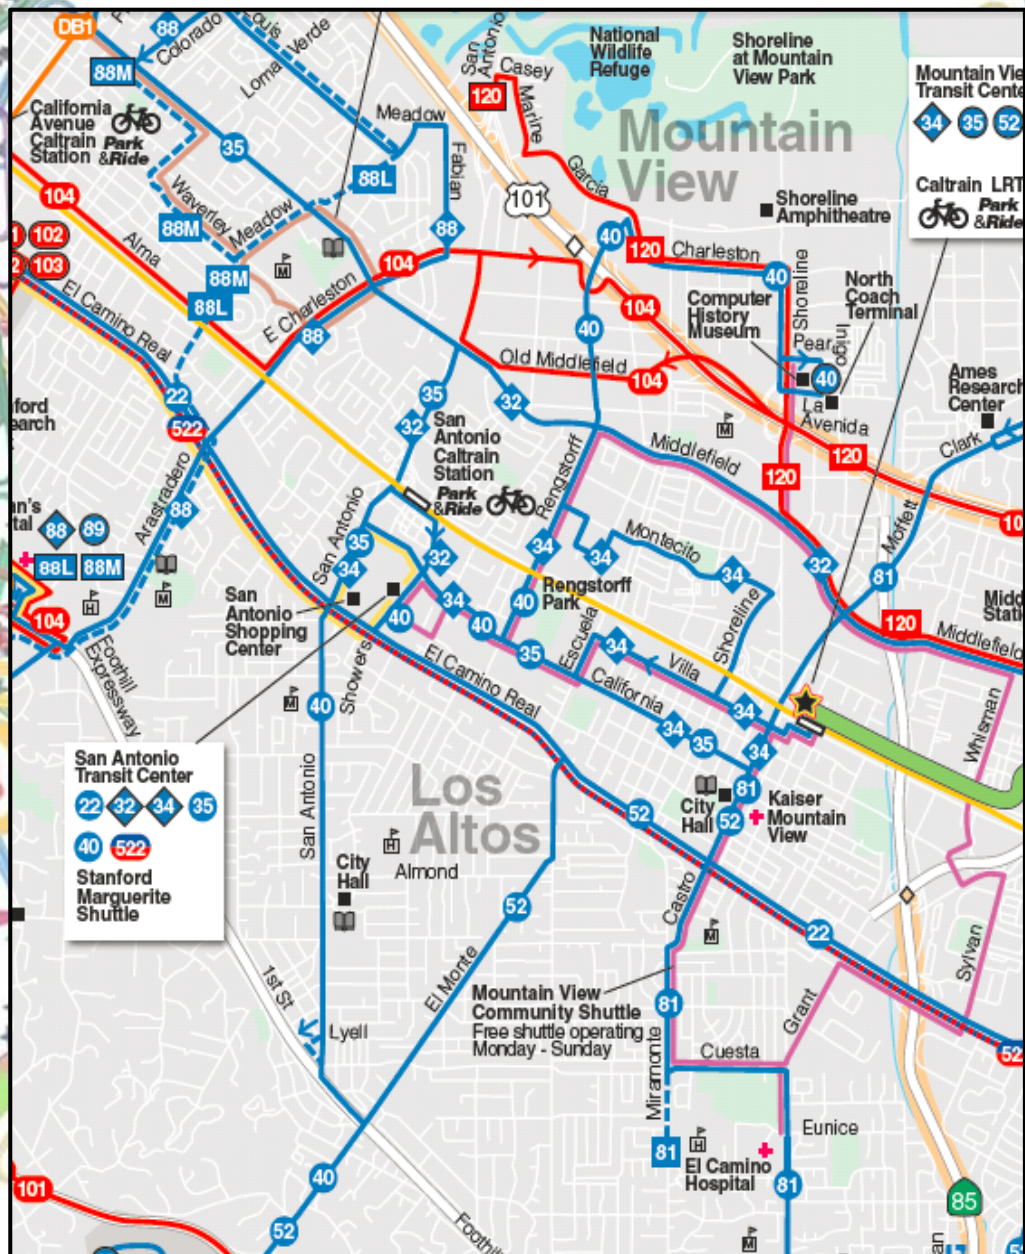 DB1
88
Colorado
Louis
Verde
Loma
88M
California
Avenue
Caltrain Park
Station &Ride
35
Meadow
Fabian
88L
104
Waverley
Meadow
88M
88
102
103
Alma
88M
88L
104
El Camino Real
E Charleston
88
San
Antonio
Casey
120
Marine
Garcia
National
Wildlife
Refuge
Shoreline
at Mountain
View Park
Mountain
View
101
Shoreline
Amphitheatre
40
120
Charleston
40
Shoreline
North
Coach
Terminal
Computer
History
Museum
Pear
Inigo
40
La
Avenida
104
40
Old Middlefield
104
Transit Cente
34
35
52
Caltrain LRT
Park
&Ride
Ames
Research
Center
Clark
120
120
Moffett
81
22
522
35
32
32
San
Antonio
Caltrain
Station
Park
&Ride
Rengstorff
Middlefield
Arastradero
88
88
89
88L
88M
104
Foothill
Expressway
San Antonio
35
34
32
34
40
San
Antonio
Shopping
Center
34
34
Montecito
34
32
Rengstorff
Park
40
40
35
Escuela
34
Villa
Shoreline
120
Middlefield
Showers
El Camino Real
California
34
34
35
34
Whisman
40
San Antonio
San Antonio
Transit Center
22
32
34
35
40
522
Stanford
Marguerite
Shuttle
Los
Altos
City
Hall
Almond
52
City
Hall
81
52
Kaiser
Mountain
View
52
El Monte
Castro
22
Sylvan
1st St
Lyell
Mountain View
Community Shuttle
Free shuttle operating
Monday - Sunday
81
Grant
Miramonte
Cuesta
81
El Camino
Hospital
Eunice
81
101
40
52
85